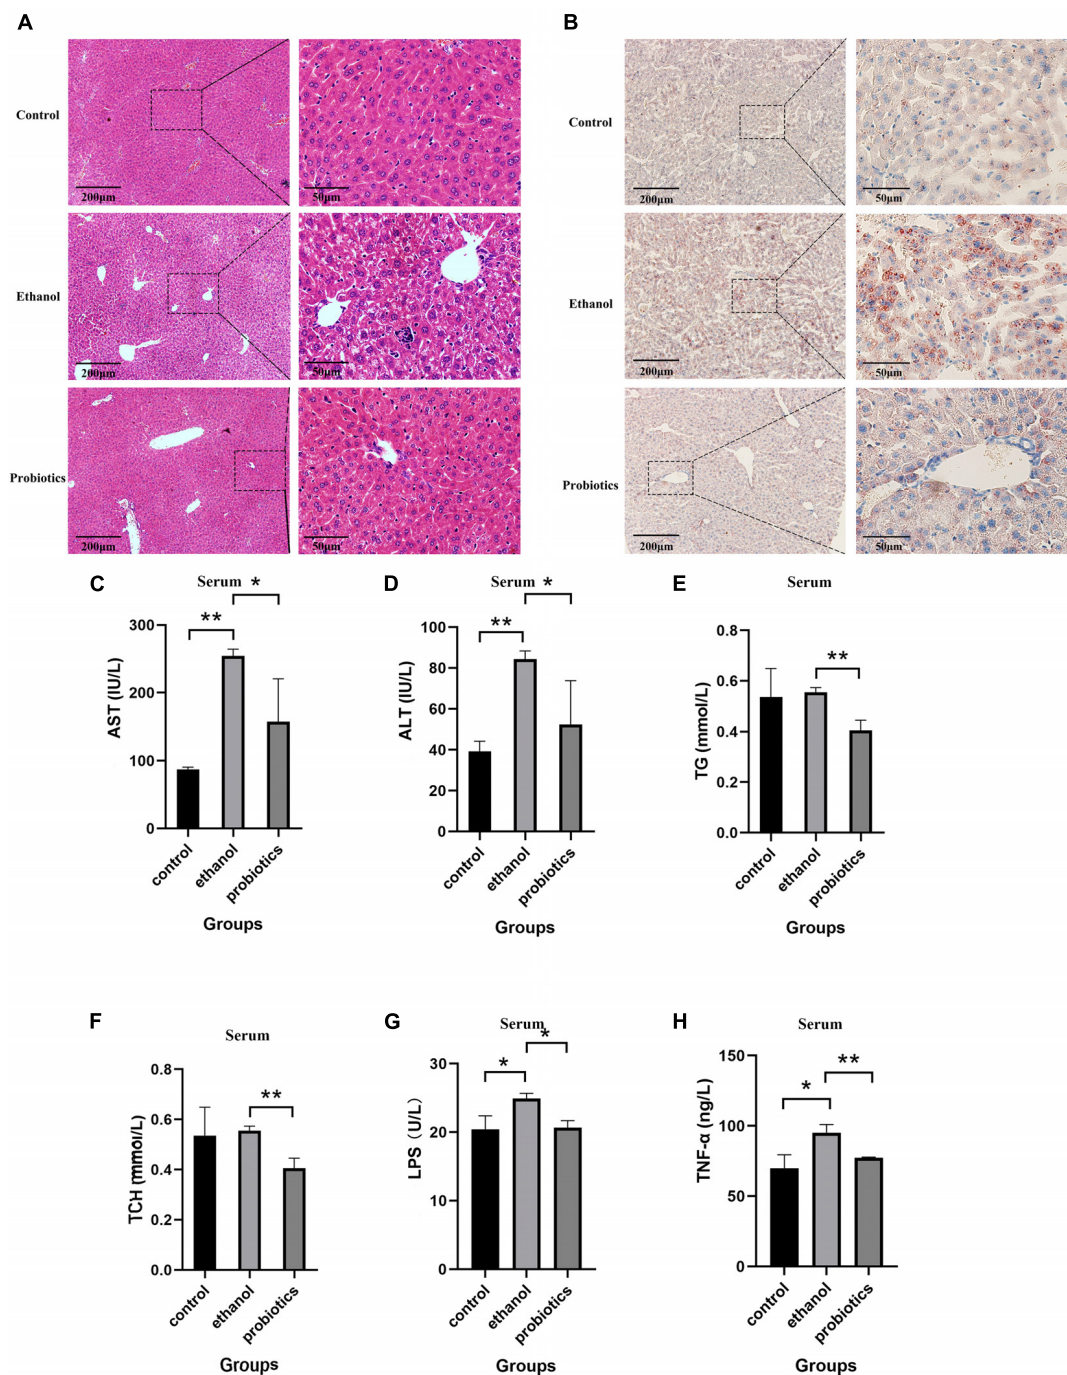 A
B
Control
200μm
50μm
Control
200μm
50μm
Ethanol
200μm
50μm
Ethanol
200μm
50μm
Probiotics
200μm
50μm
Probiotics
200μm
50μm
C
Serum
*
**
AST (IU/L)
300
200
100
0
control
ethanol
probiotics
Groups
D
Serum
*
**
ALT (IU/L)
100
80
60
40
20
0
control
ethanol
probiotics
Groups
E
Serum
**
TG (mmol/L)
0.8
0.6
0.4
0.2
0.0
control
ethanol
probiotics
Groups
F
Serum
**
TCH (mmol/L)
0.8
0.6
0.4
0.2
0.0
control
ethanol
probiotics
Groups
G
Serum
*
*
LPS（U/L）
30
20
10
0
control
ethanol
probiotics
Groups
H
Serum
**
*
TNF-α (ng/L)
150
100
50
0
control
ethanol
probiotics
Groups